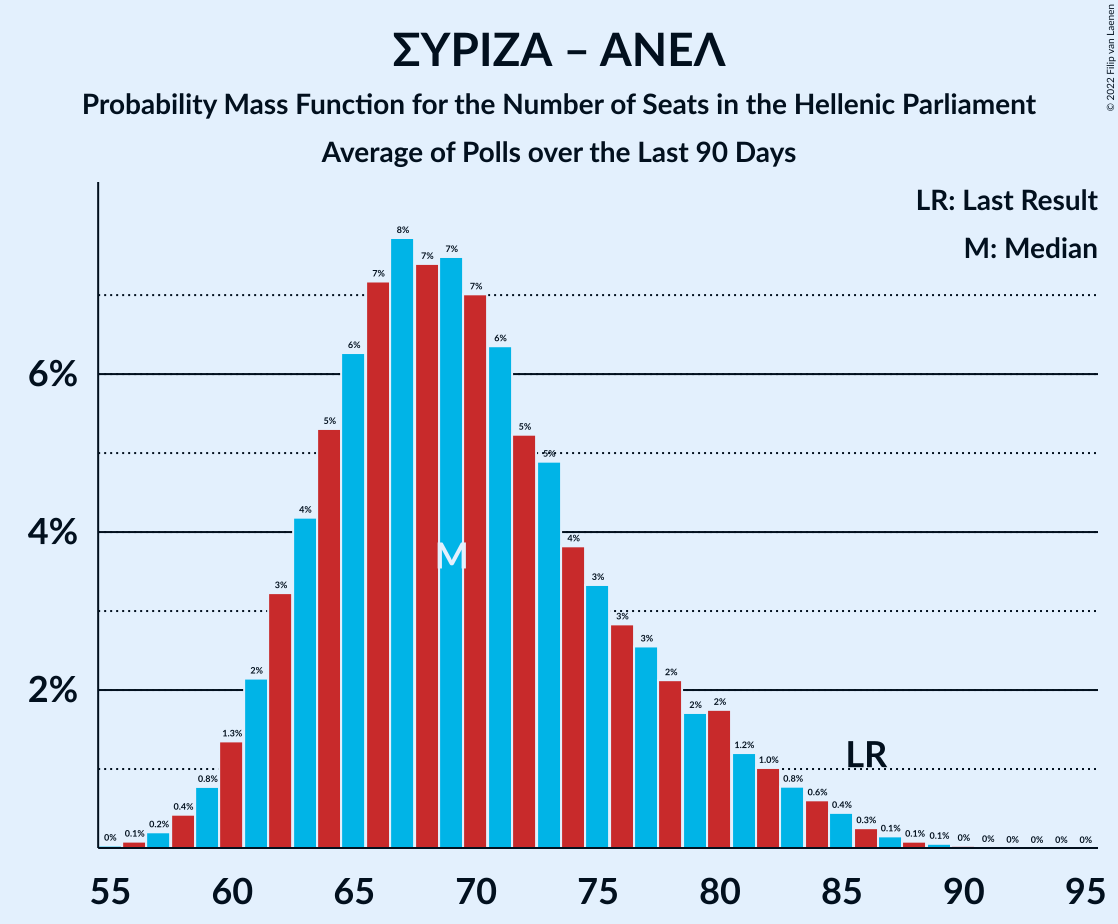 ΣΥΡΙΖΑ – ΑΝΕΛ
Probability Mass Function for the Number of Seats in the Hellenic Parliament
Average of Polls over the Last 90 Days
© 2022 Filip van Laenen
LR: Last Result
M: Median
6%
4%
2%
0% 0.1% 0.2% 0.4% 0.8% 1.3% 2% 3% 4% 5% 6% 7% 8% 7% 7% 7% 6% 5% 5% 4% 3% 3% 3% 2% 2% 2% 1.2% 1.0% 0.8% 0.6% 0.4% 0.3% 0.1% 0.1% 0.1% 0% 0% 0% 0% 0% 0%
M
LR
55 60 65 70 75 80 85 90 95